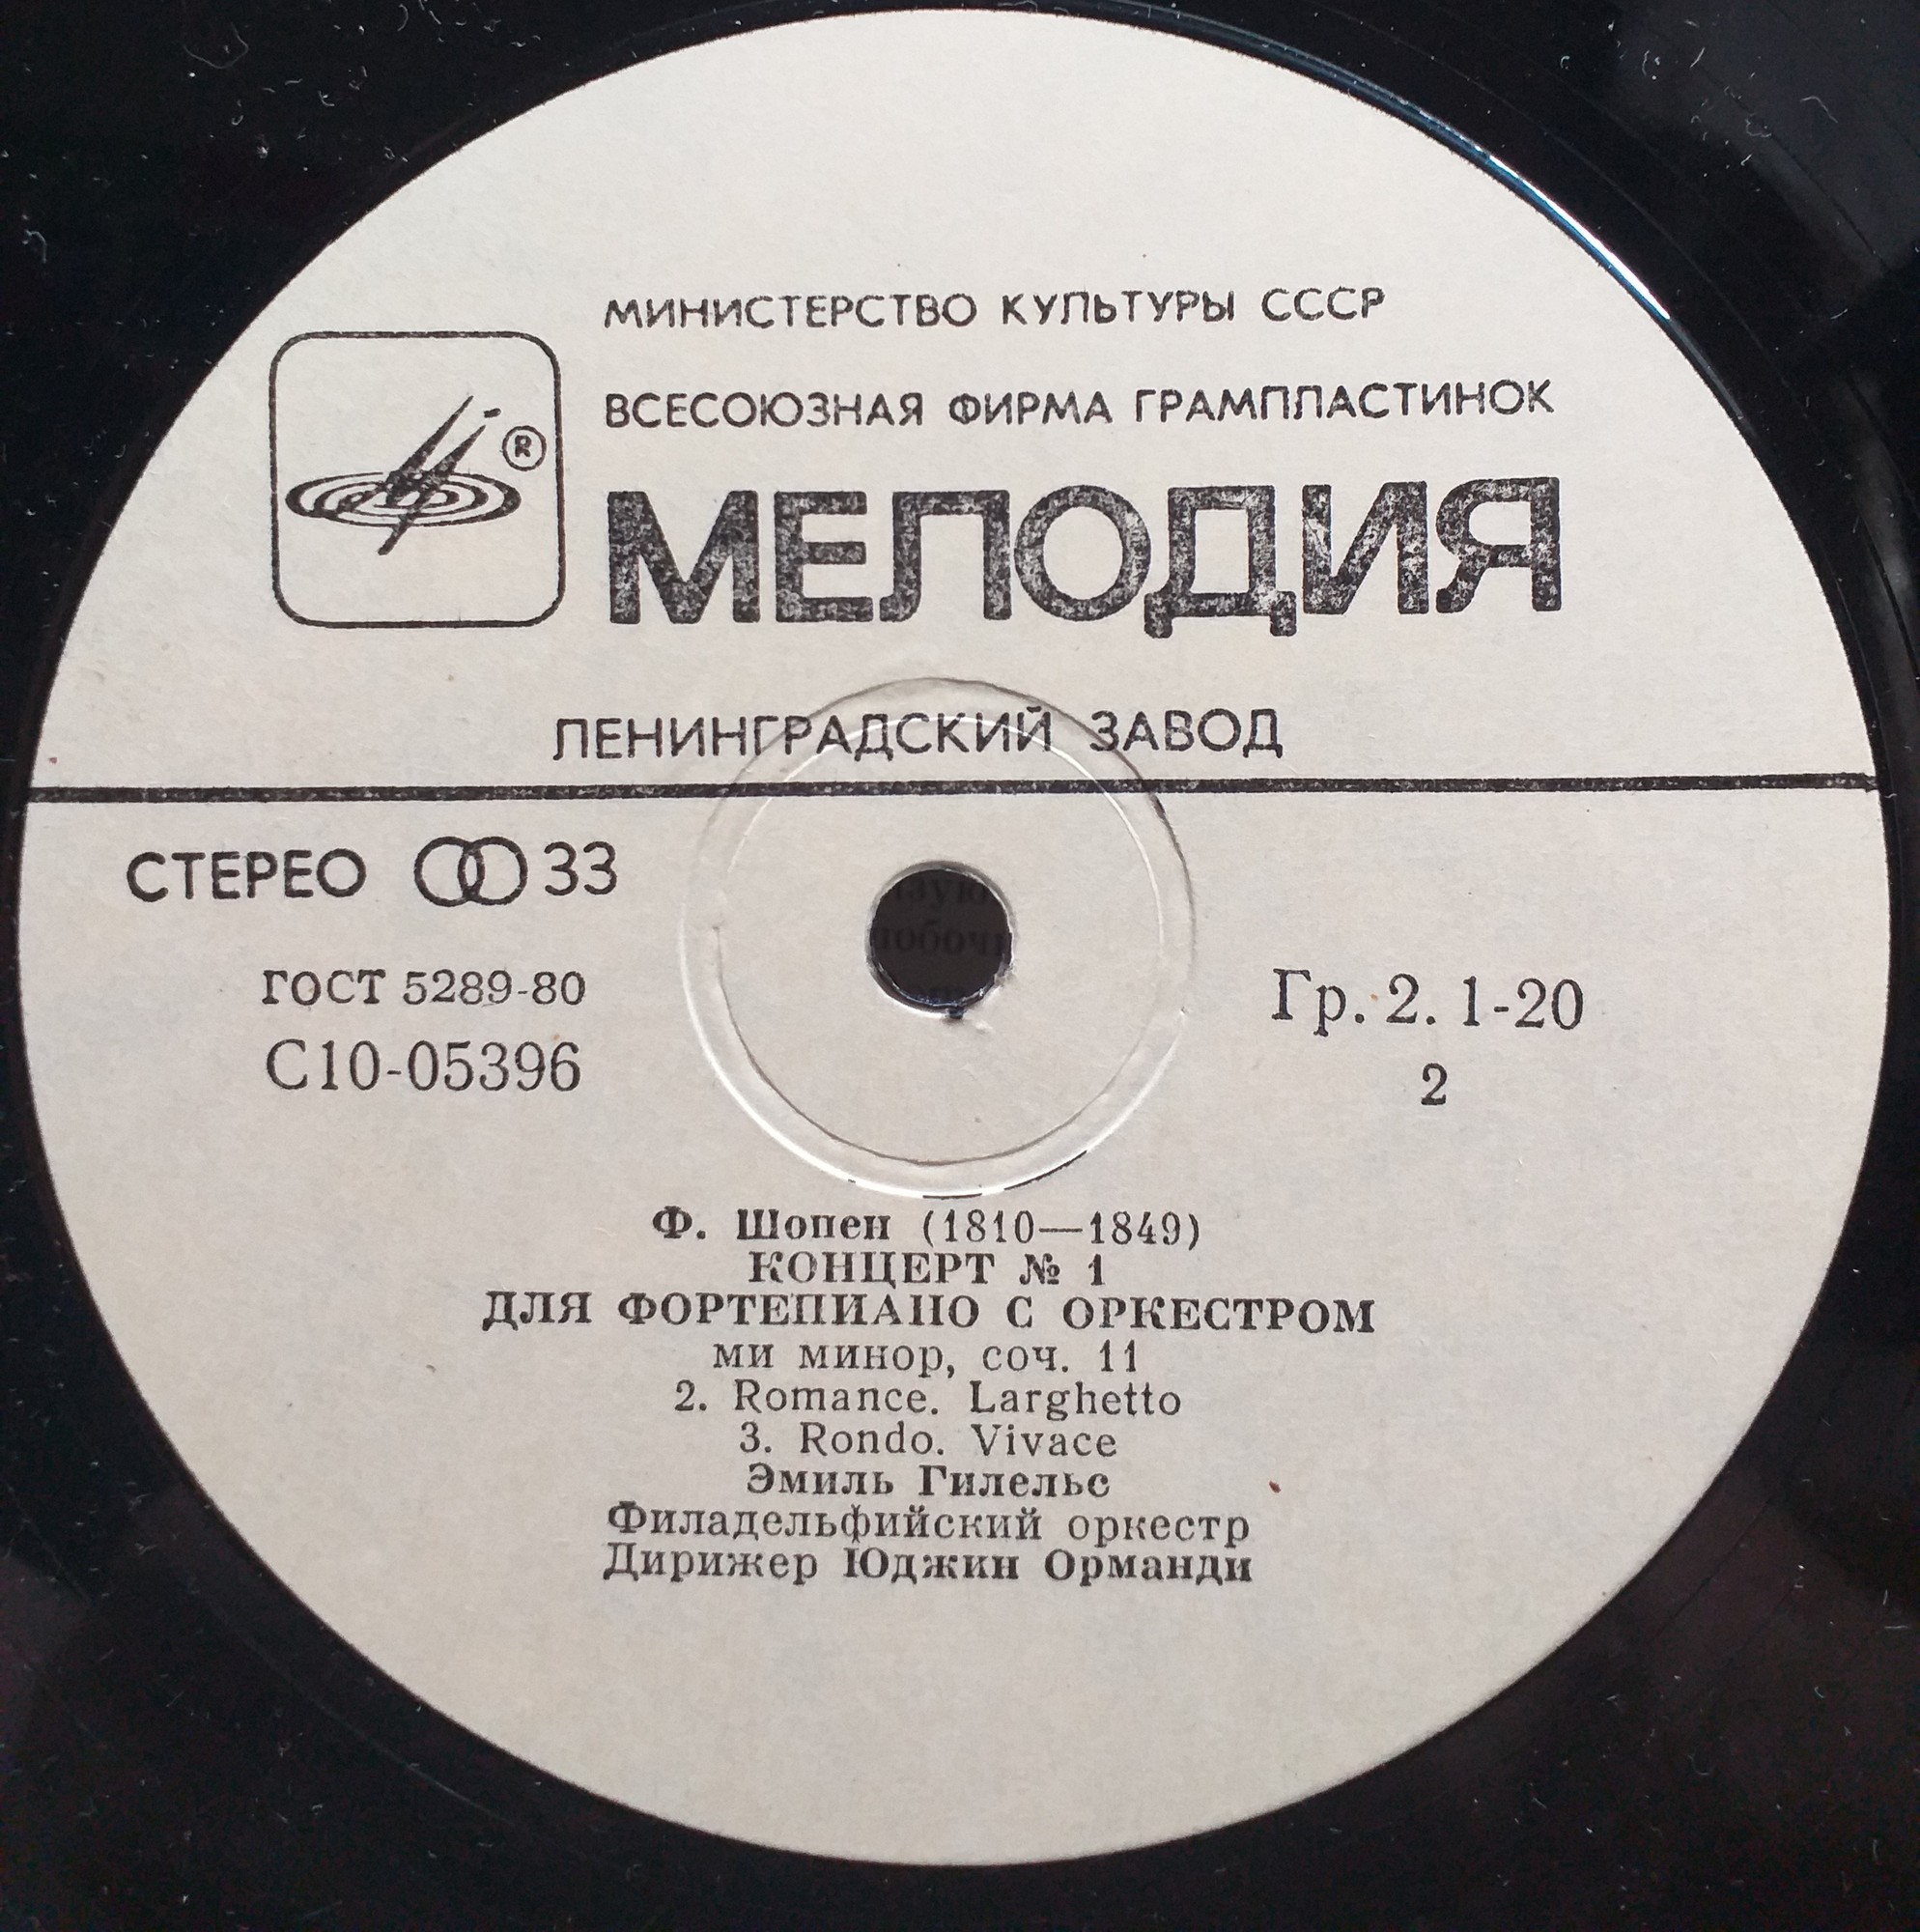 МИНИСТЕРСТВО КУЛЬТУРЫ СССР
ВСЕСОЮЗНАЯ ФИРМА ГРАМПЛАСТИНОК
®
МЕЛОДИЯ
ЛЕНИНГРАДСКИЙ ЗАВОД
СТЕРЕО 33
ГОСТ 5289-80
С10-05396
Гр. 2. 1-20
2
Ф. Шопен (1810—1849)
КОНЦЕРТ № 1
ДЛЯ ФОРТЕПИАНО С ОРКЕСТРОМ
ми минор, соч. 11
2. Romance. Larghetto
3. Rondo. Vivace
Эмиль Гилельс
Филадельфийский оркестр
Дирижер Юджин Орманди